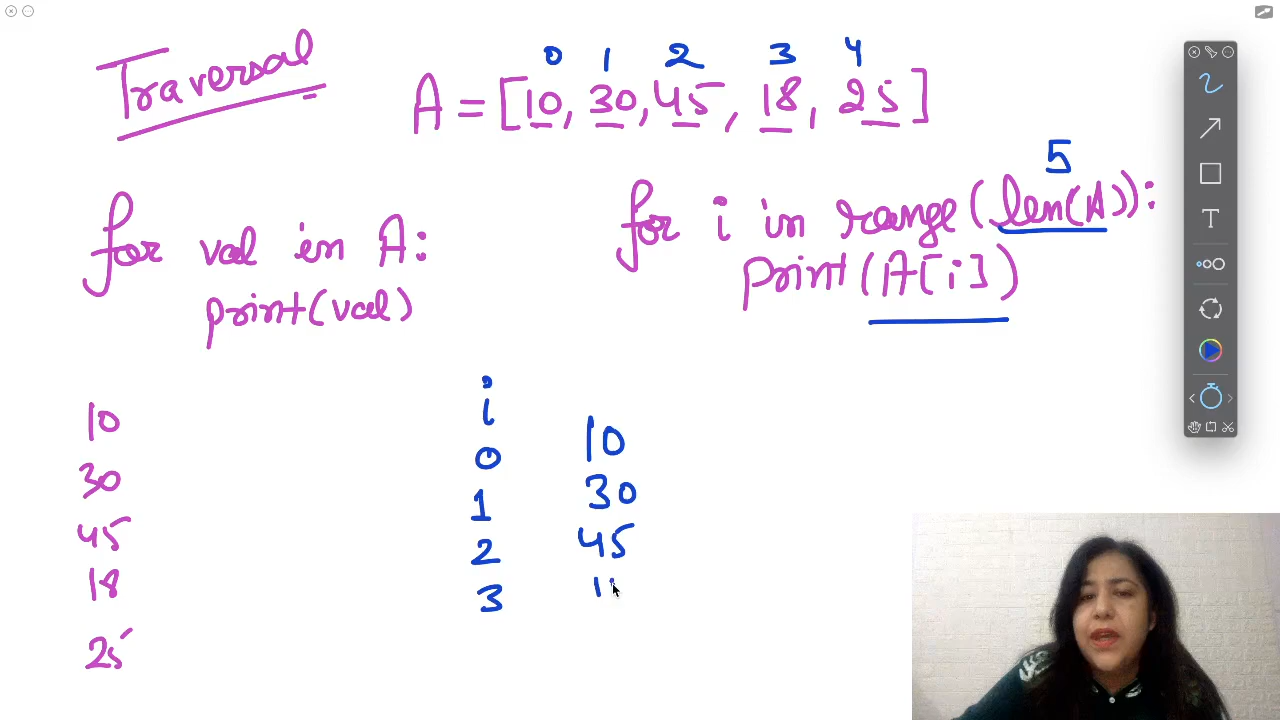 Traversal
0 1 2 3 4
A = [10, 30, 45, 18, 25]
5
for val in A:
print(val)
for i in range(len(A)):
print(A[i])
10
30
45
18
25
i
0 10
1 30
2 45
3 1
T